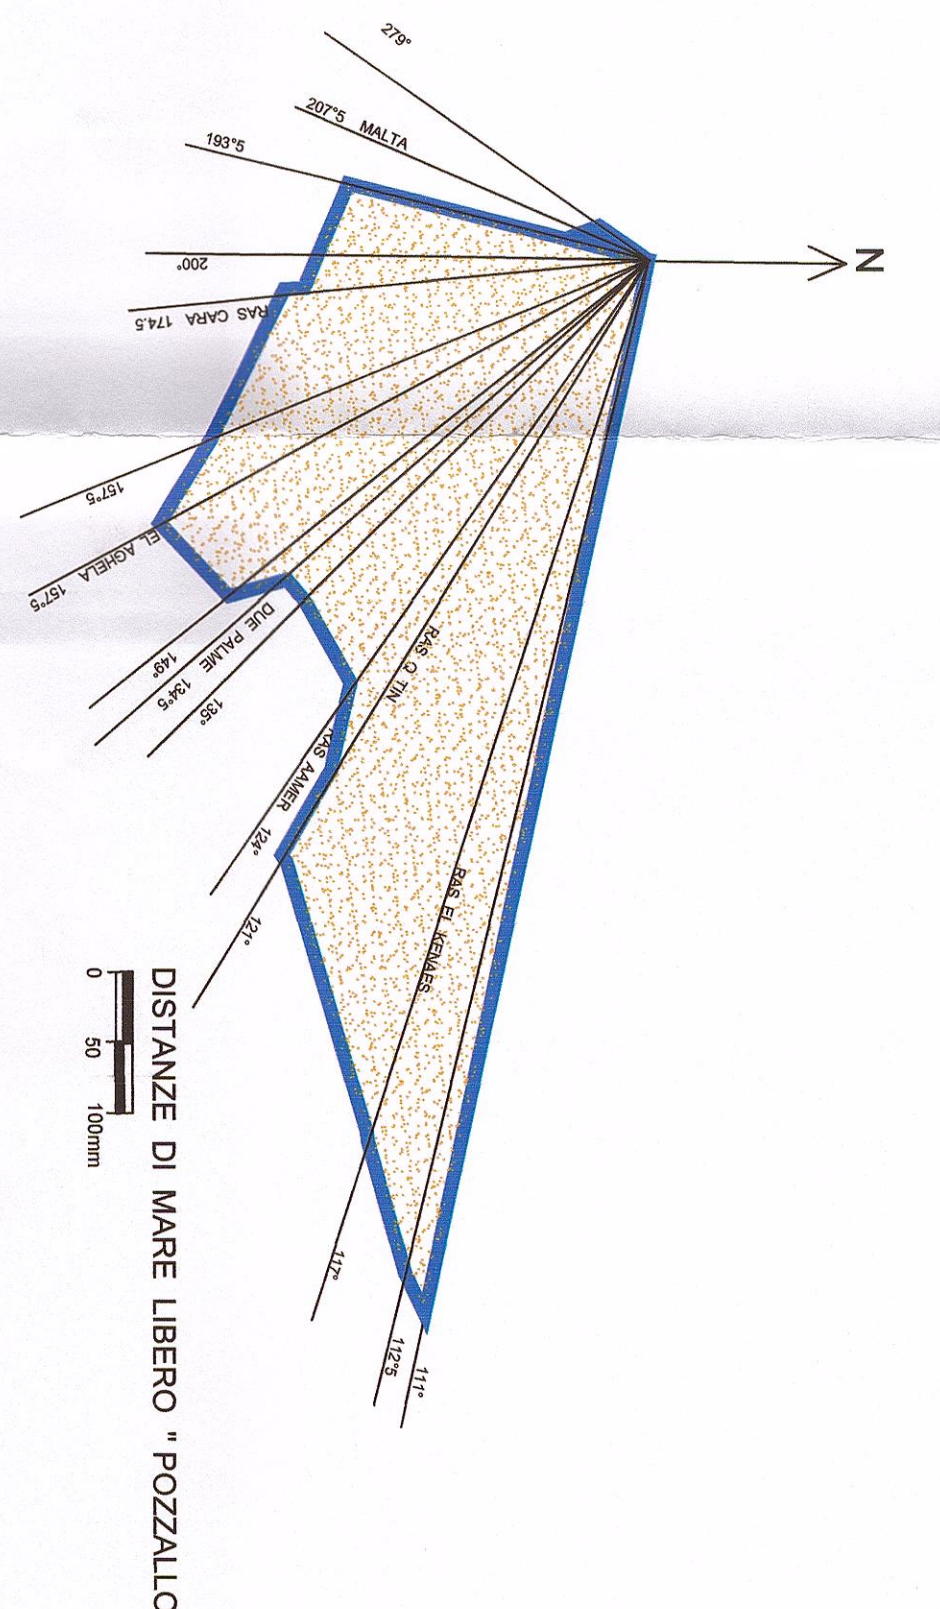 N
279°
207°5 MALTA
193°5
200°
RAS CARA 174.5
157°5
EL AGHELA 157°5
149°
DUE PALME 134°5
135°
RAS AAMER 124°
RAS Q TIN
121°
RAS EL KENAES
117°
112°5
111°
0 50 100mm
DISTANZE DI MARE LIBERO " POZZALLO